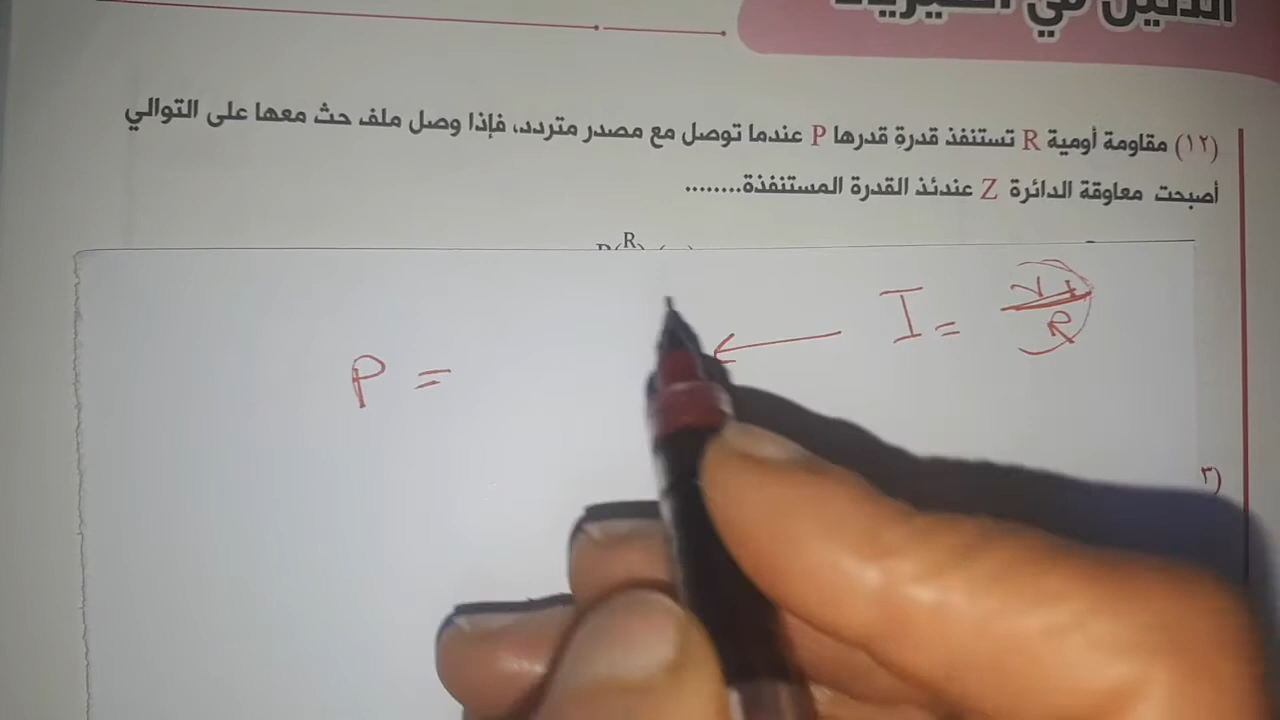 (١٢) مقاومة أومية R تستنفذ قدرةِ قدرها P عندما توصل مع مصدر متردد، فإذا وصل ملف حث معها على التوالي
أصبحت معاوقة الدائرة Z عندئذ القدرة المستنفذة........
R
I =
R
P =
٣)